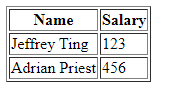 Name Salary
Jeffrey Ting 123
Adrian Priest 456